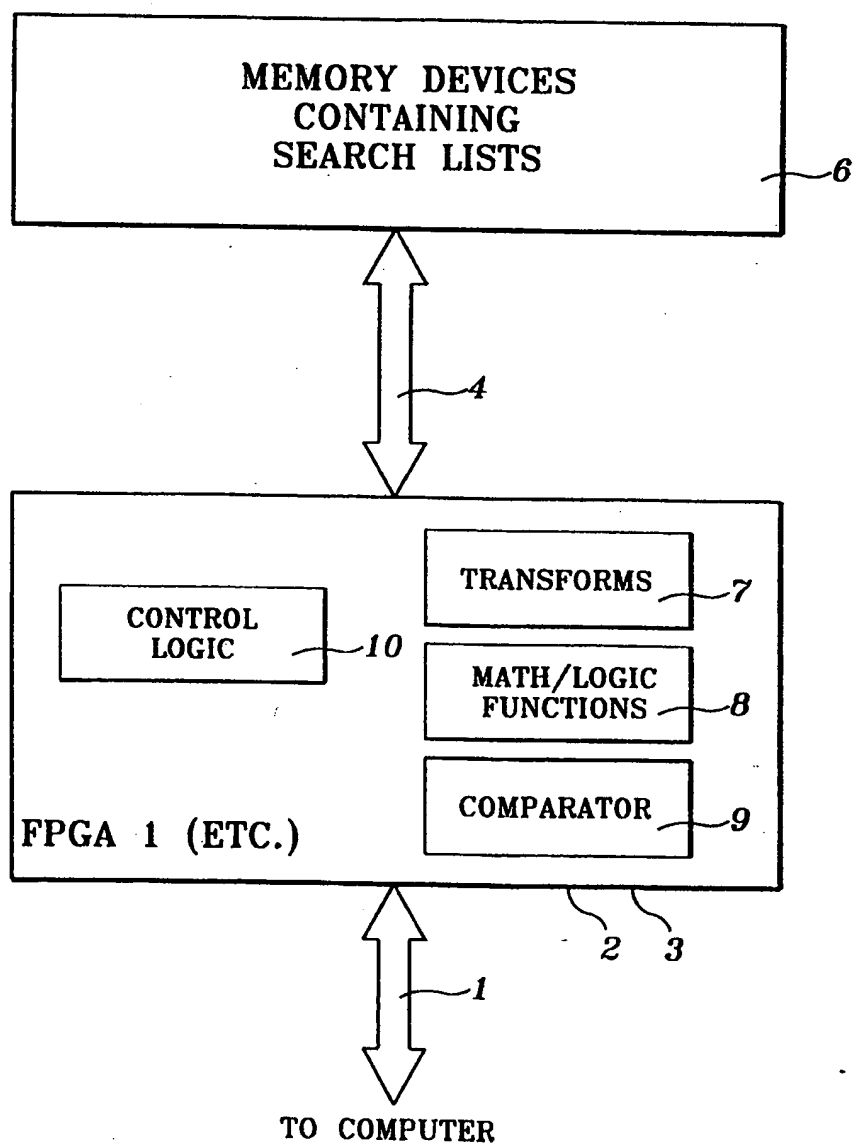 MEMORY DEVICES
CONTAINING
SEARCH LISTS
6
4
TRANSFORMS
7
CONTROL
LOGIC
10
MATH/LOGIC
FUNCTIONS
8
COMPARATOR
9
FPGA 1 (ETC.)
2
3
1
TO COMPUTER